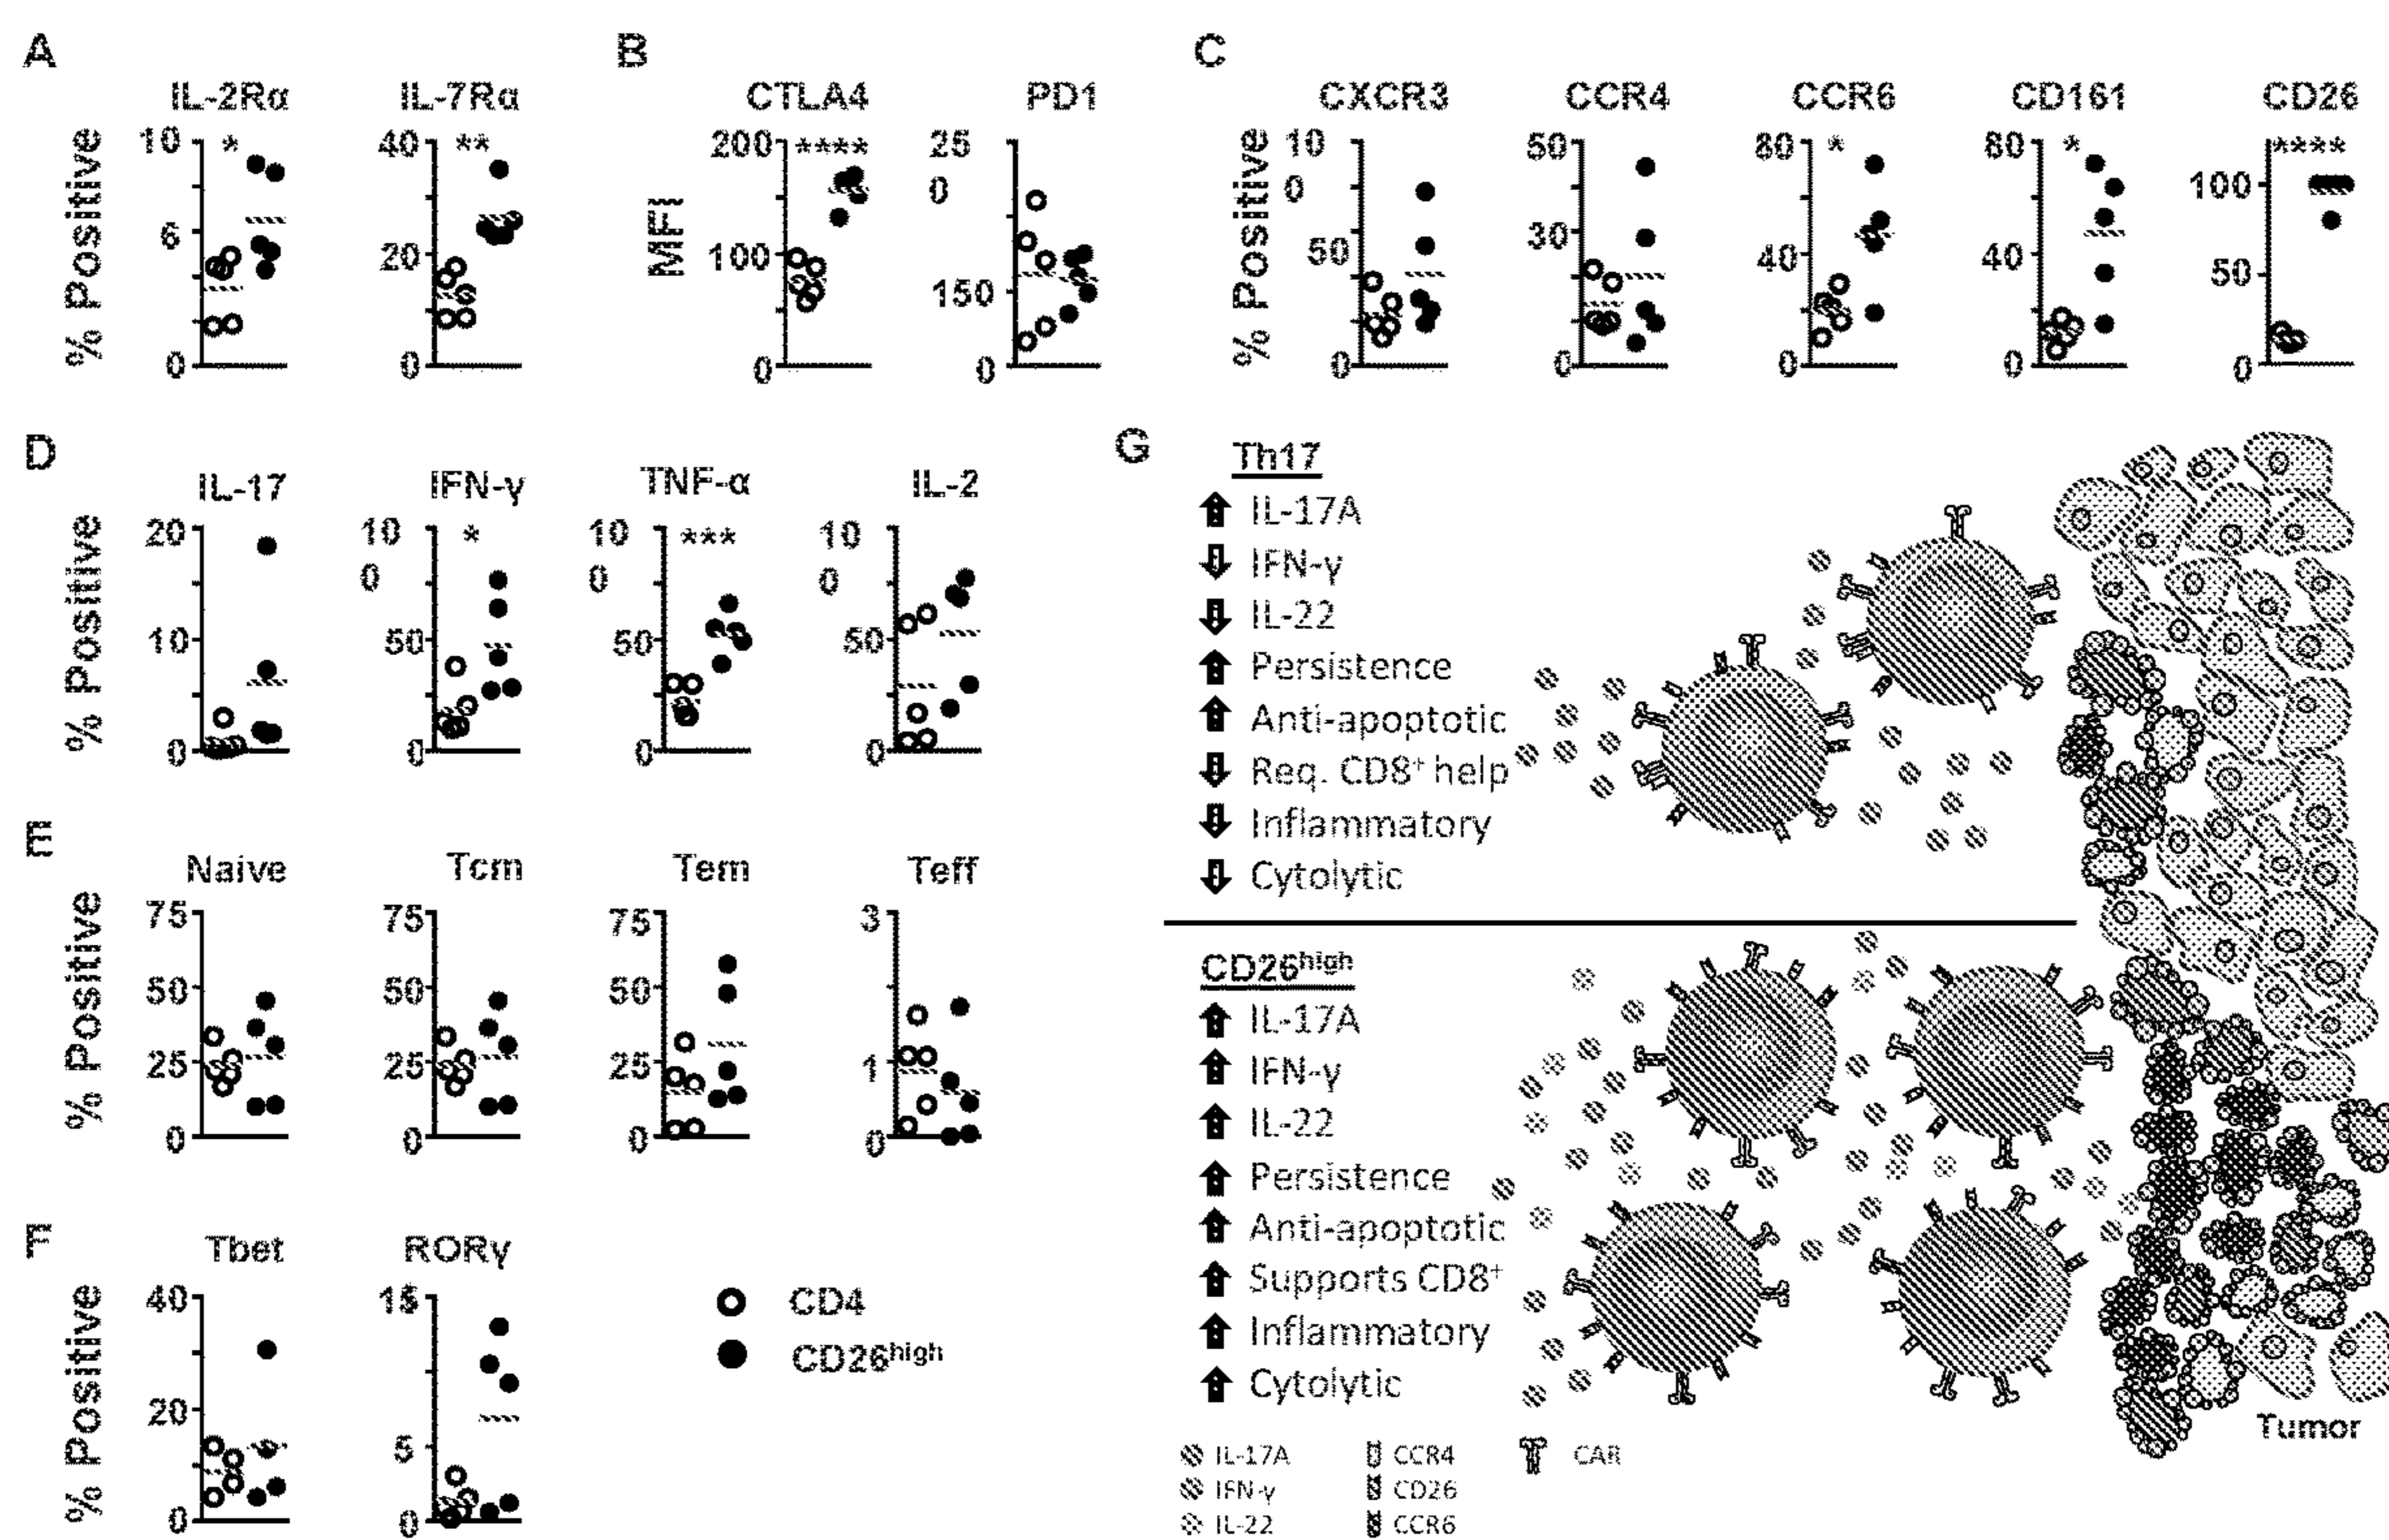 A
IL-2Rα
IL-7Rα
% Positive
10
6
0
*
40
20
0
**
B
CTLA4
PD1
MFI
200
100
0
****
25
0
150
0
C
CXCR3
CCR4
CCR6
CD161
CD26
% Positive
10
0
50
0
50
30
0
80
40
0
*
80
40
0
*
100
50
0
****
D
IL-17
IFN-γ
TNF-α
IL-2
% Positive
20
10
0
10
0
50
0
*
10
0
50
0
***
10
0
50
0
E
Naive
Tcm
Tem
Teff
% Positive
75
50
25
0
75
50
25
0
75
50
25
0
3
1
0
F
Tbet
RORγ
% Positive
40
20
0
5
0
CD4
CD26high
G
Th17
IL-17A
IFN-γ
IL-22
Persistence
Anti-apoptotic
Req. CD8+ help
Inflammatory
Cytolytic
CD26high
IL-17A
IFN-γ
IL-22
Persistence
Anti-apoptotic
Supports CD8+
Inflammatory
Cytolytic
Tumor
IL-17A
IFN-γ
IL-22
CCR4
CD26
CCR6
CAR